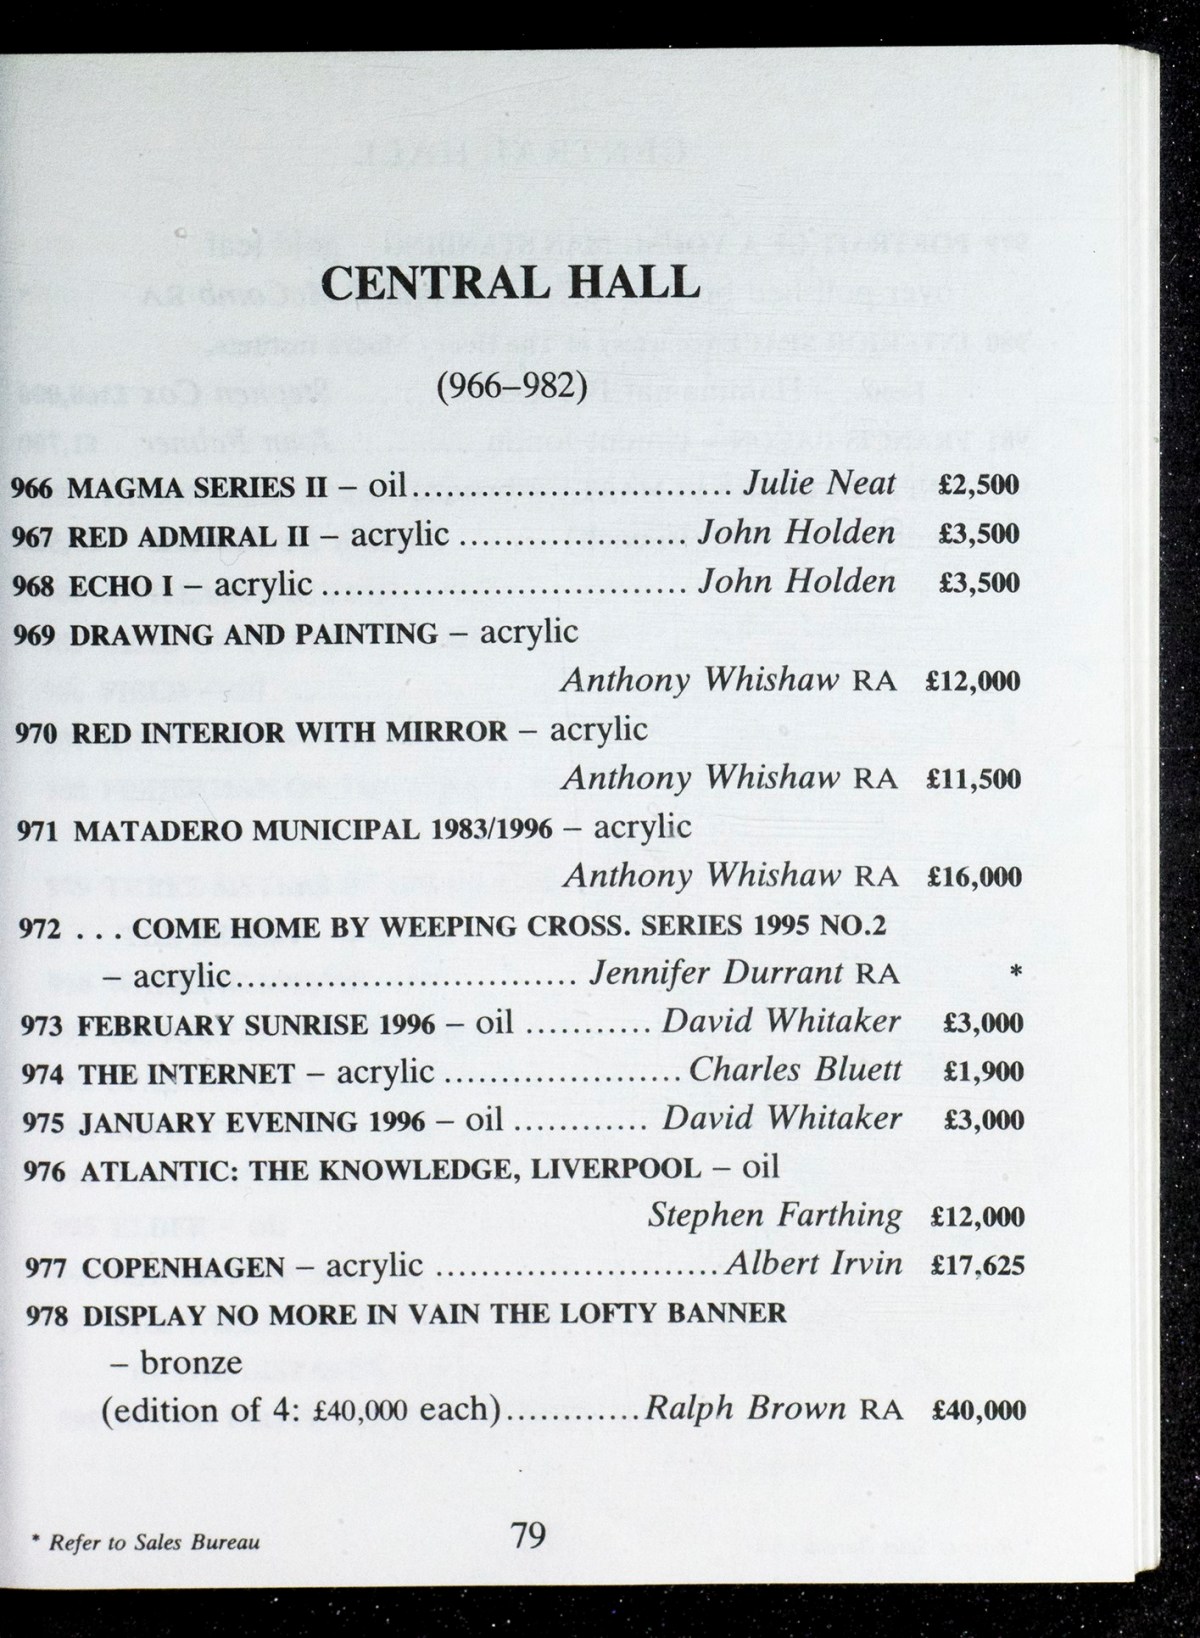 CENTRAL HALL
(966–982)
966 MAGMA SERIES II – oil............................ Julie Neat £2,500
967 RED ADMIRAL II – acrylic .................... John Holden £3,500
968 ECHO I – acrylic ................................ John Holden £3,500
969 DRAWING AND PAINTING – acrylic
Anthony Whishaw RA £12,000
970 RED INTERIOR WITH MIRROR – acrylic
Anthony Whishaw RA £11,500
971 MATADERO MUNICIPAL 1983/1996 – acrylic
Anthony Whishaw RA £16,000
972 . . . COME HOME BY WEEPING CROSS. SERIES 1995 NO.2
– acrylic.............................. Jennifer Durrant RA *
973 FEBRUARY SUNRISE 1996 – oil ........... David Whitaker £3,000
974 THE INTERNET – acrylic ..................... Charles Bluett £1,900
975 JANUARY EVENING 1996 – oil ............ David Whitaker £3,000
976 ATLANTIC: THE KNOWLEDGE, LIVERPOOL – oil
Stephen Farthing £12,000
977 COPENHAGEN – acrylic .........................Albert Irvin £17,625
978 DISPLAY NO MORE IN VAIN THE LOFTY BANNER
– bronze
(edition of 4: £40,000 each)............Ralph Brown RA £40,000
* Refer to Sales Bureau
79